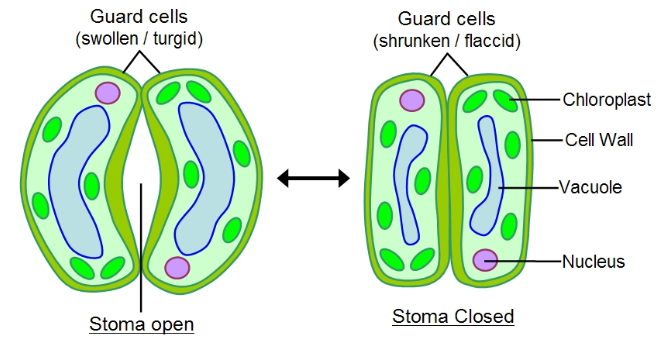 Guard cells
(swollen / turgid)
Guard cells
(shrunken / flaccid)
Chloroplast
Cell Wall
Vacuole
Nucleus
Stoma open
Stoma Closed